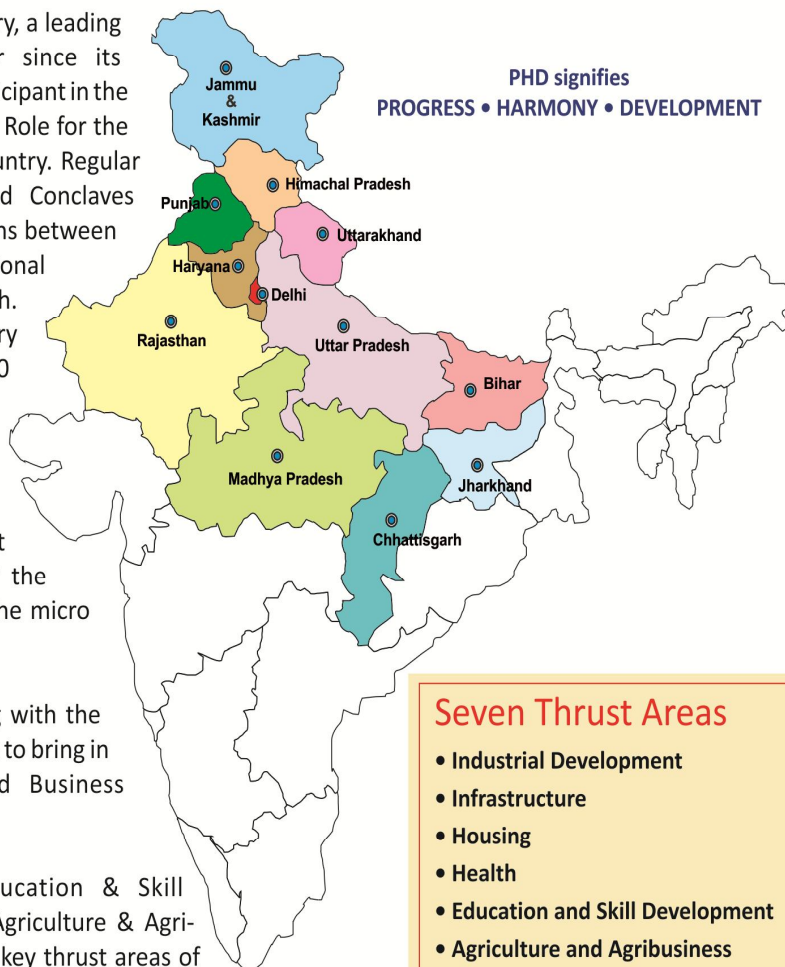 ry, a leading
r since its
cipant in the
Role for the
untry. Regular
d Conclaves
ns between
onal
h.
ry
0
t
the
ne micro
g with the
to bring in
d Business
ucation & Skill
Agriculture & Agri-
key thrust areas of
PHD signifies
PROGRESS • HARMONY • DEVELOPMENT
Jammu
&
Kashmir
Himachal Pradesh
Punjab
Uttarakhand
Haryana
Delhi
Rajasthan
Uttar Pradesh
Bihar
Madhya Pradesh
Jharkhand
Chhattisgarh
Seven Thrust Areas
• Industrial Development
• Infrastructure
• Housing
• Health
• Education and Skill Development
• Agriculture and Agribusiness